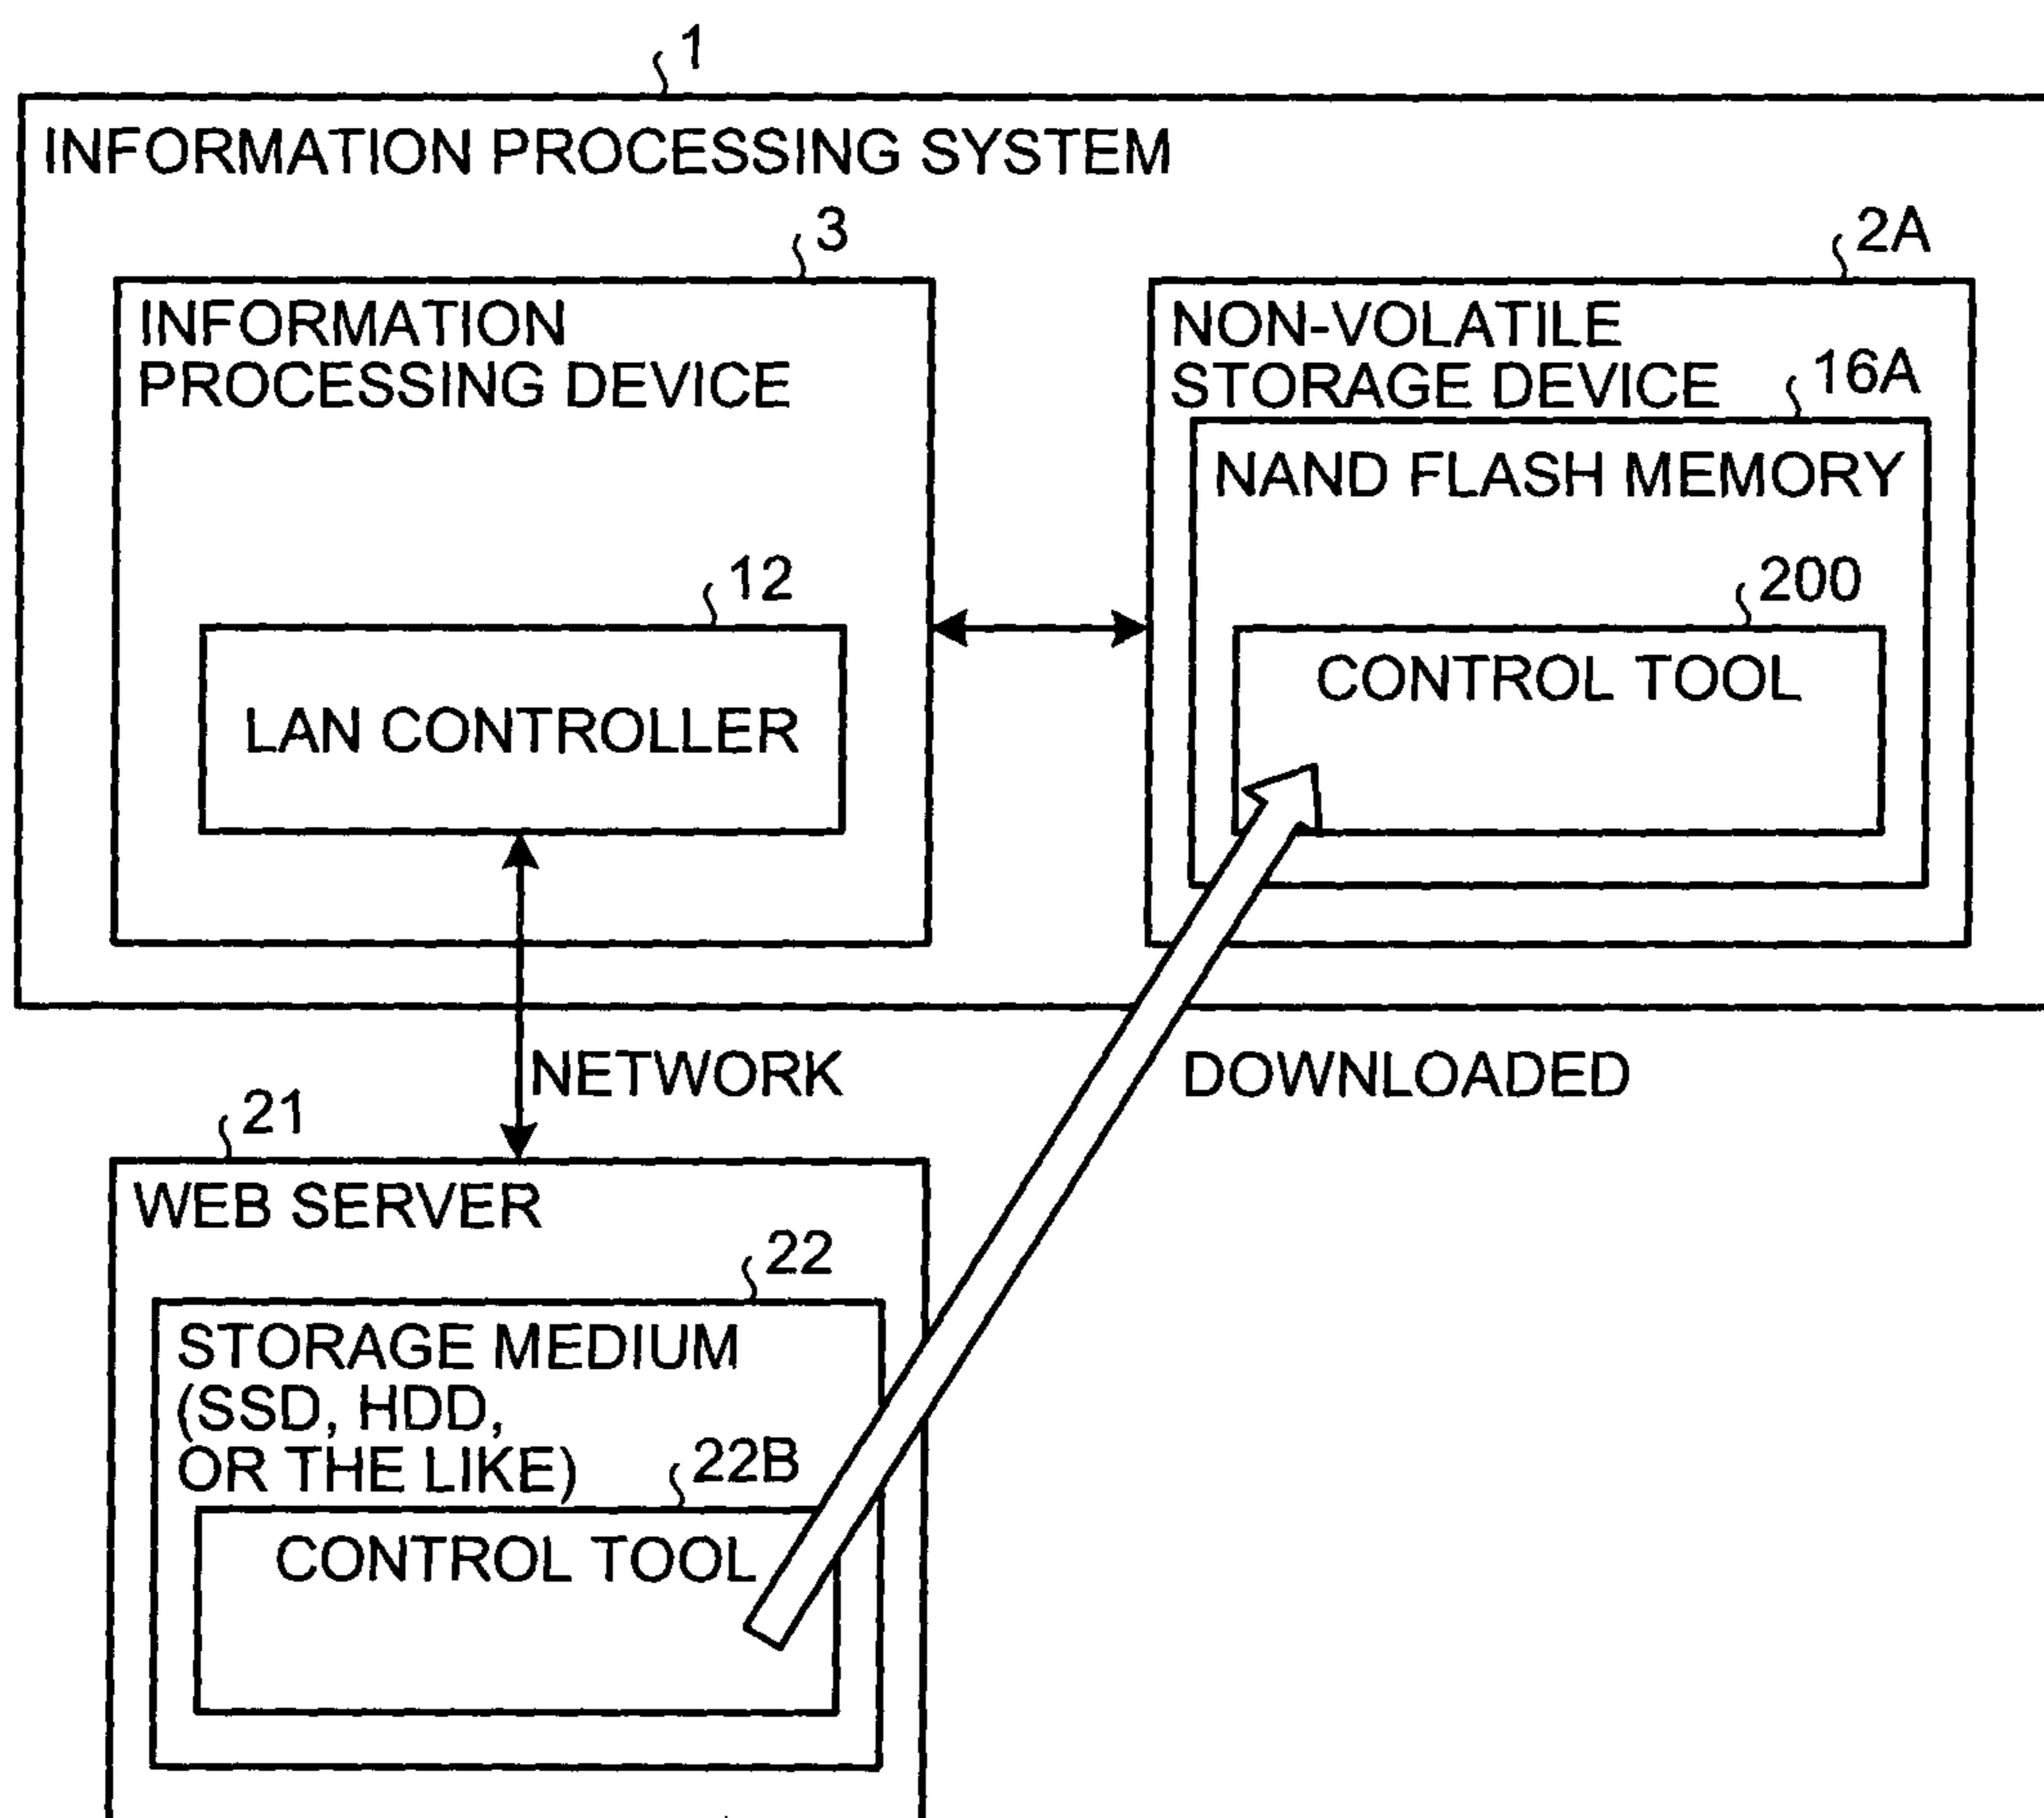 1
INFORMATION PROCESSING SYSTEM
3
INFORMATION
PROCESSING DEVICE
12
LAN CONTROLLER
2A
NON-VOLATILE
STORAGE DEVICE
16A
NAND FLASH MEMORY
200
CONTROL TOOL
NETWORK
DOWNLOADED
21
WEB SERVER
22
STORAGE MEDIUM
(SSD, HDD,
OR THE LIKE)
22B
CONTROL TOOL